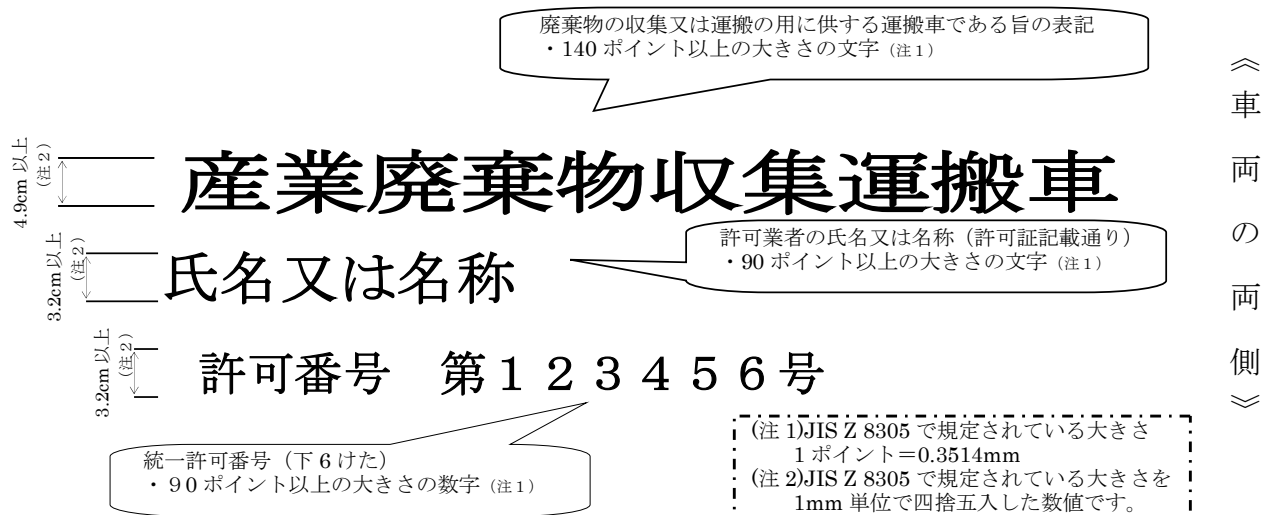 廃棄物の収集又は運搬の用に供する運搬車である旨の表記
・140 ポイント以上の大きさの文字（注１）
4.9cm 以上
（注２）
産業廃棄物収集運搬車
許可業者の氏名又は名称（許可証記載通り）
・90 ポイント以上の大きさの文字（注１）
3.2cm 以上
（注２）
氏名又は名称
3.2cm 以上
（注２）
許可番号　第１２３４５６号
統一許可番号（下 6 けた）
・９０ポイント以上の大きさの数字（注１）
(注 1)JIS Z 8305 で規定されている大きさ
1 ポイント＝0.3514mm
(注 2)JIS Z 8305 で規定されている大きさを
1mm 単位で四捨五入した数値です。
《車両の両側》